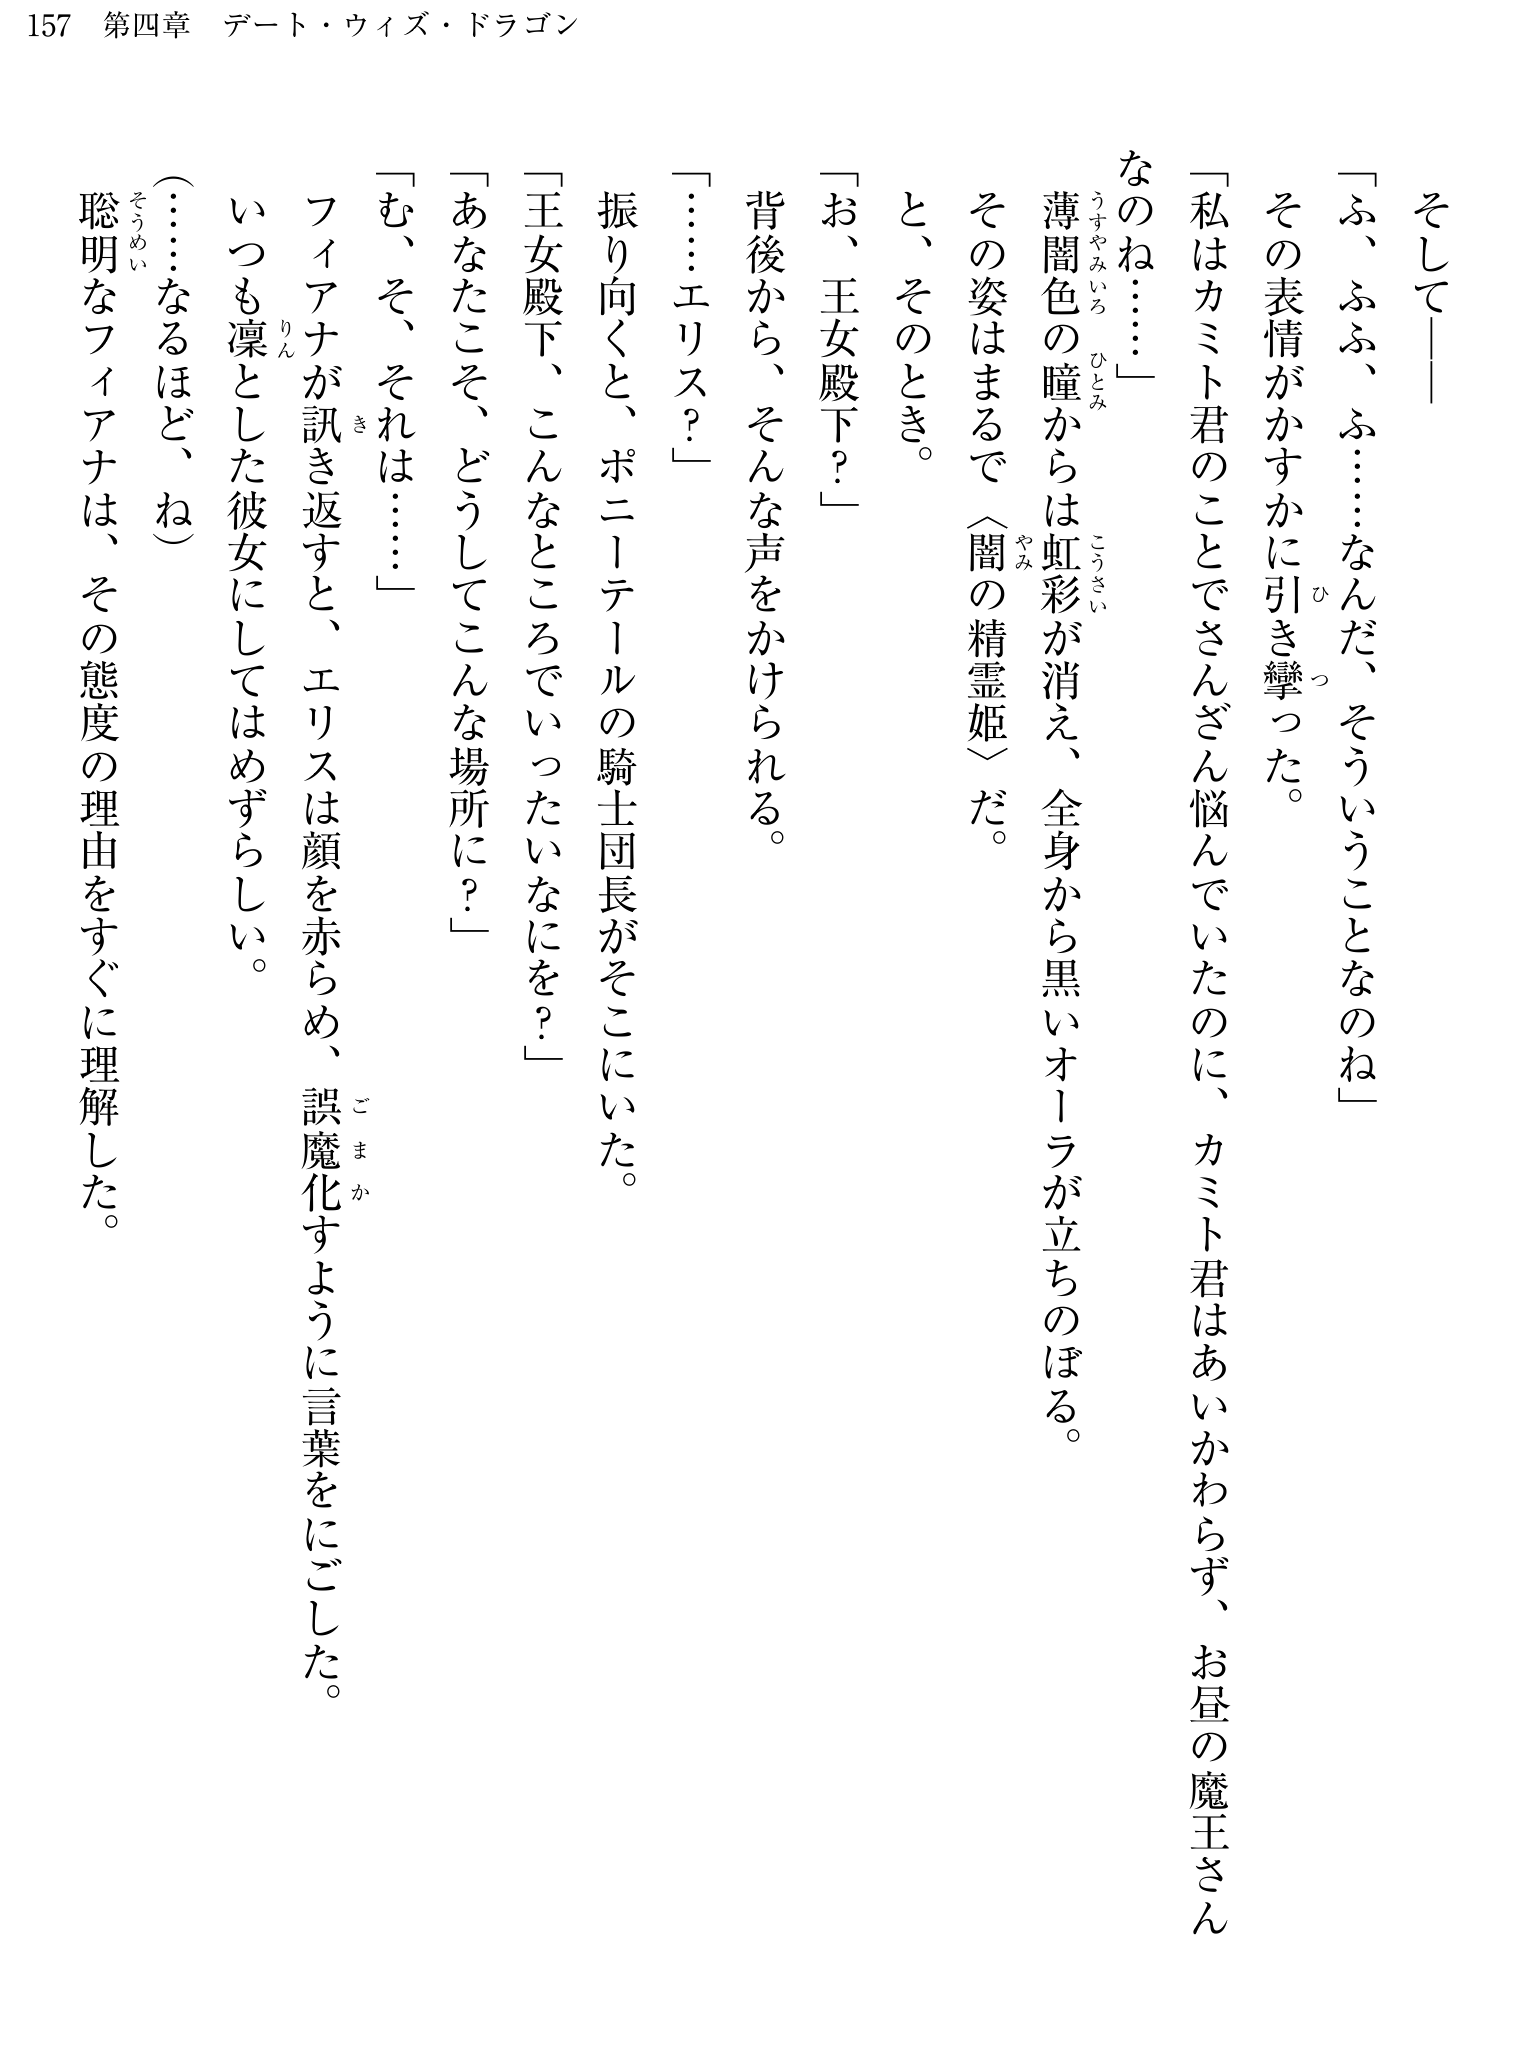 157　第四章　デート・ウィズ・ドラゴン
そして――
「ふ、ふふ、ふ……なんだ、そういうことなのね」
その表情がかすかに引き攣った。
「私はカミト君のことでさんざん悩んでいたのに、カミト君はあいかわらず、お昼の魔王さん
なのね……」
薄闇色の瞳からは虹彩が消え、全身から黒いオーラが立ちのぼる。
その姿はまるで〈闇の精霊姫〉だ。
と、そのとき。
「お、王女殿下？」
背後から、そんな声をかけられる。
「……エリス？」
振り向くと、ポニーテールの騎士団長がそこにいた。
「王女殿下、こんなところでいったいなにを？」
「あなたこそ、どうしてこんな場所に？」
「む、そ、それは……」
フィアナが訊き返すと、エリスは顔を赤らめ、誤魔化すように言葉をにごした。
いつも凛とした彼女にしてはめずらしい。
（……なるほど、ね）
聡明なフィアナは、その態度の理由をすぐに理解した。